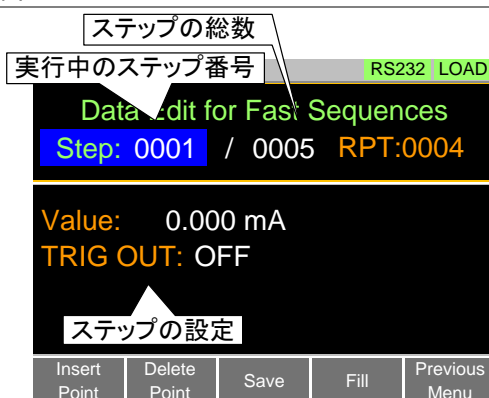 ステップの総数
実行中のステップ番号
RS232 LOAD
Data Edit for Fast Sequences
Step: 0001 / 0005 RPT:0004
Value: 0.000 mA
TRIG OUT: OFF
ステップの設定
Insert Point
Delete Point
Save
Fill
Previous Menu